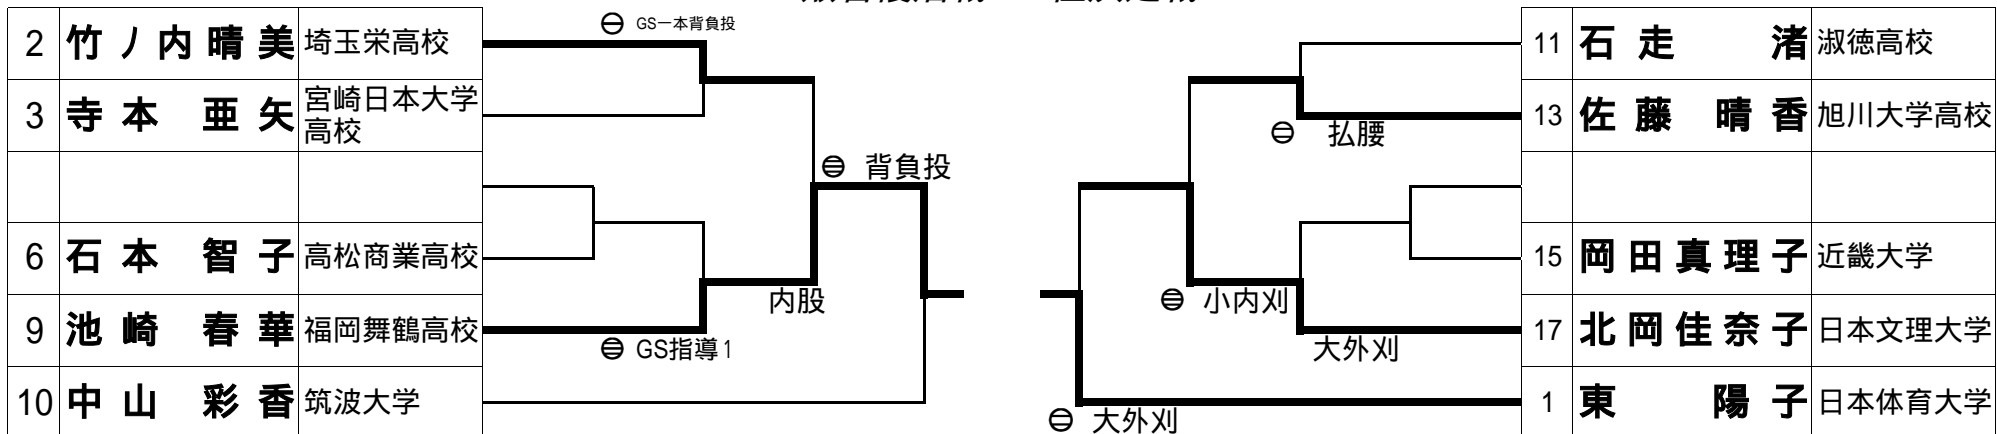 2 竹ノ内晴美 埼玉栄高校
3 寺本 亜矢 宮崎日本大学
高校
6 石本 智子 高松商業高校
9 池崎 春華 福岡舞鶴高校
10 中山 彩香 筑波大学
GS一本背負投
背負投
内股
GS指導1
払腰
小内刈
大外刈
大外刈
11 石走 渚 淑徳高校
13 佐藤 晴香 旭川大学高校
15 岡田真理子 近畿大学
17 北岡佳奈子 日本文理大学
1 東 陽子 日本体育大学